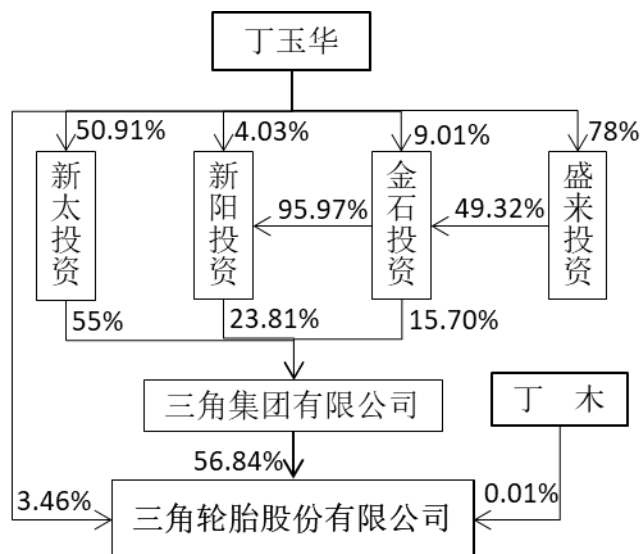 丁玉华
50.91%
4.03%
9.01%
78%
新太投资
新阳投资
金石投资
盛来投资
95.97%
49.32%
55%
23.81%
15.70%
三角集团有限公司
丁 木
56.84%
3.46%
0.01%
三角轮胎股份有限公司